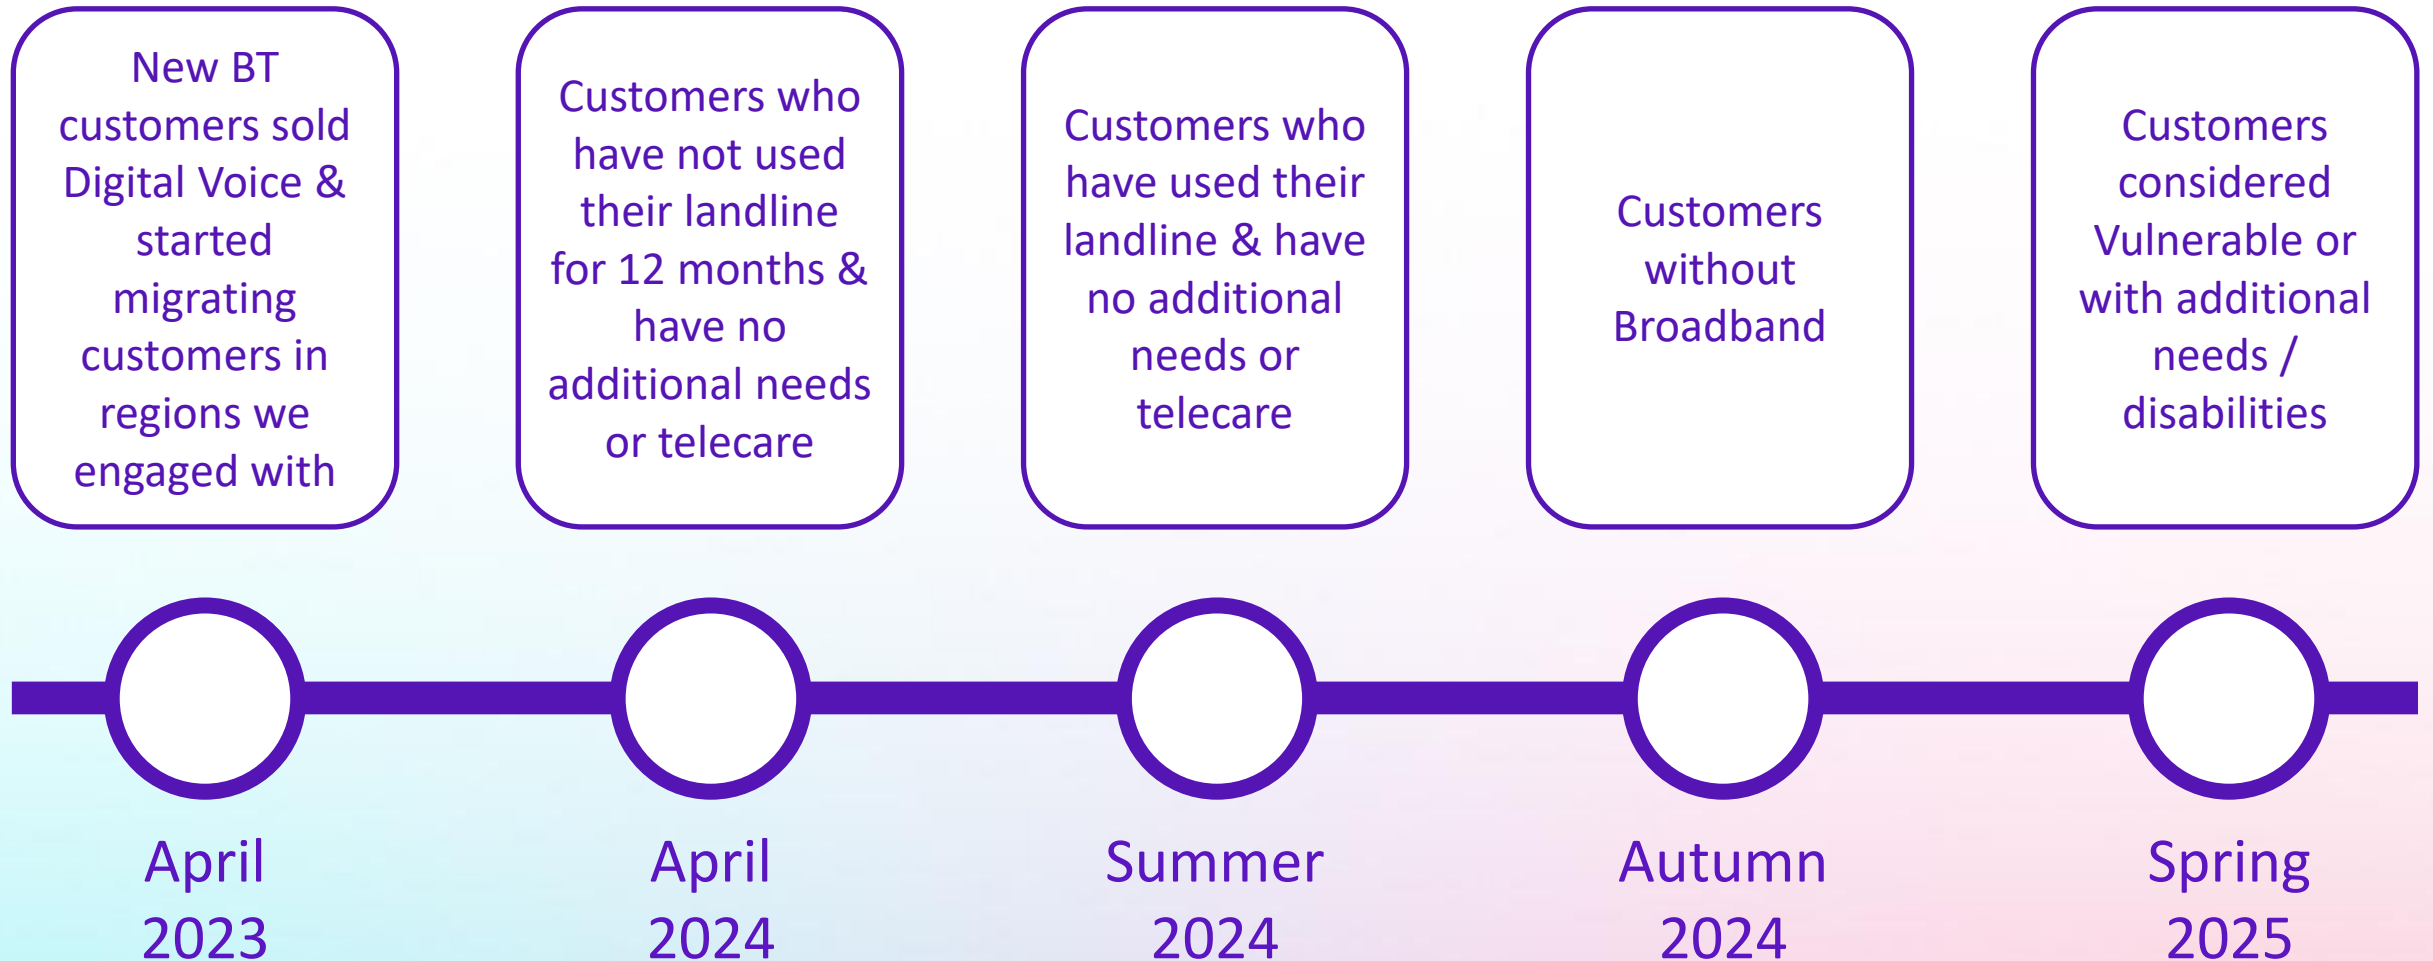 New BT
customers sold
Digital Voice &
started
migrating
customers in
regions we
engaged with
Customers who
have not used
their landline
for 12 months &
have no
additional needs
or telecare
Customers who
have used their
landline & have
no additional
needs or
telecare
Customers
without
Broadband
Customers
considered
Vulnerable or
with additional
needs /
disabilities
April
2023
April
2024
Summer
2024
Autumn
2024
Spring
2025